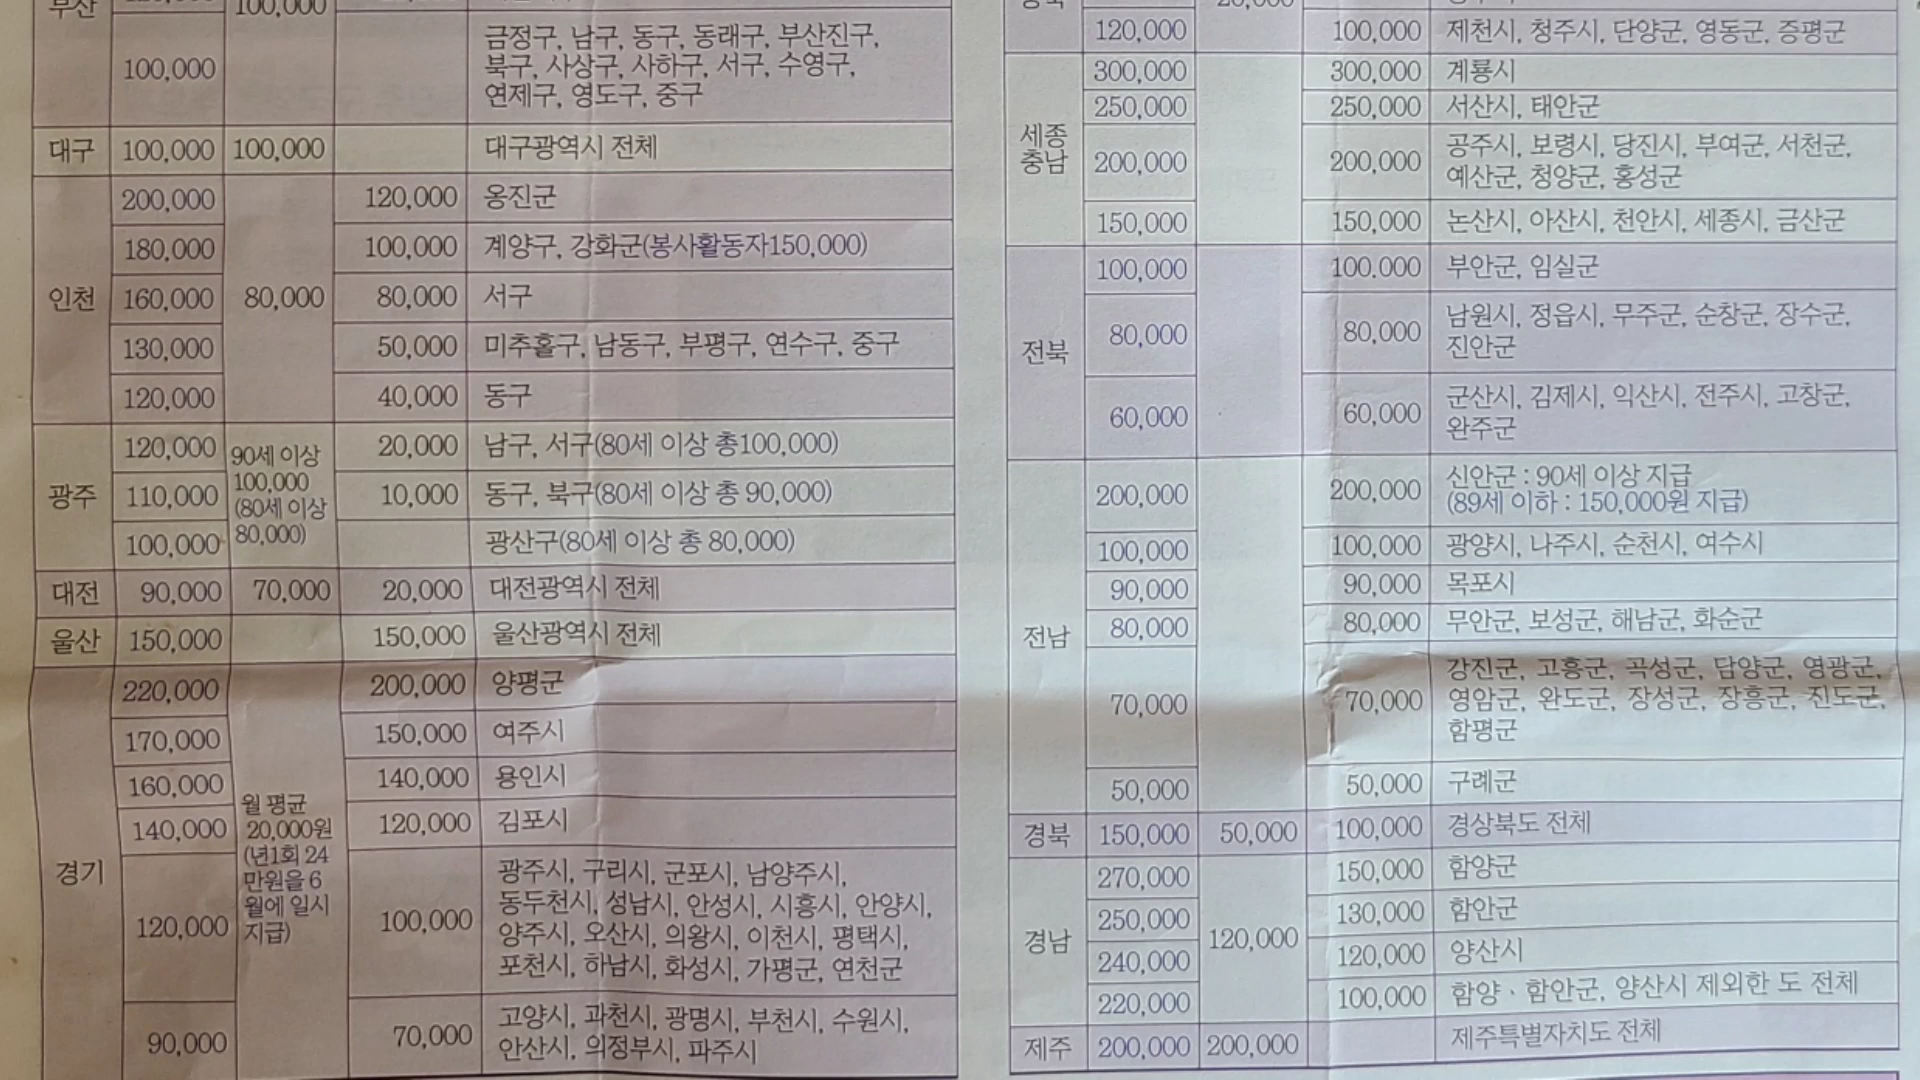 부산 100,000
100,000 금정구, 남구, 동구, 동래구, 부산진구,
북구, 사상구, 사하구, 서구, 수영구,
연제구, 영도구, 중구
대구 100,000 100,000 대구광역시 전체
인천 80,000
200,000 120,000 옹진군
180,000 100,000 계양구, 강화군(봉사활동자150,000)
160,000 80,000 서구
130,000 50,000 미추홀구, 남동구, 부평구, 연수구, 중구
120,000 40,000 동구
광주
90세 이상
100,000
(80세 이상
80,000)
120,000 20,000 남구, 서구(80세 이상 총100,000)
110,000 10,000 동구, 북구(80세 이상 총 90,000)
100,000 광산구(80세 이상 총 80,000)
대전 90,000 70,000 20,000 대전광역시 전체
울산 150,000 150,000 울산광역시 전체
경기
월 평균
20,000원
(년1회 24
만원을 6
월에 일시
지급)
220,000 200,000 양평군
170,000 150,000 여주시
160,000 140,000 용인시
140,000 120,000 김포시
120,000 100,000 광주시, 구리시, 군포시, 남양주시,
동두천시, 성남시, 안성시, 시흥시, 안양시,
양주시, 오산시, 의왕시, 이천시, 평택시,
포천시, 하남시, 화성시, 가평군, 연천군
90,000 70,000 고양시, 과천시, 광명시, 부천시, 수원시,
안산시, 의정부시, 파주시
120,000 100,000 제천시, 청주시, 단양군, 영동군, 증평군
세종
충남
300,000 300,000 계룡시
250,000 250,000 서산시, 태안군
200,000 200,000 공주시, 보령시, 당진시, 부여군, 서천군,
예산군, 청양군, 홍성군
150,000 150,000 논산시, 아산시, 천안시, 세종시, 금산군
전북
100,000 100.000 부안군, 임실군
80,000 80,000 남원시, 정읍시, 무주군, 순창군, 장수군,
진안군
60,000 60,000 군산시, 김제시, 익산시, 전주시, 고창군,
완주군
전남
200,000 200,000 신안군 : 90세 이상 지급
(89세 이하 : 150,000원 지급)
100,000 100,000 광양시, 나주시, 순천시, 여수시
90,000 90,000 목포시
80,000 80,000 무안군, 보성군, 해남군, 화순군
70,000 70,000 강진군, 고흥군, 곡성군, 담양군, 영광군,
영암군, 완도군, 장성군, 장흥군, 진도군,
함평군
50,000 50,000 구례군
경북 150,000 50,000 100,000 경상북도 전체
경남 120,000
270,000 150,000 함양군
250,000 130,000 함안군
240,000 120,000 양산시
220,000 100,000 함양 · 함안군, 양산시 제외한 도 전체
제주 200,000 200,000 제주특별자치도 전체